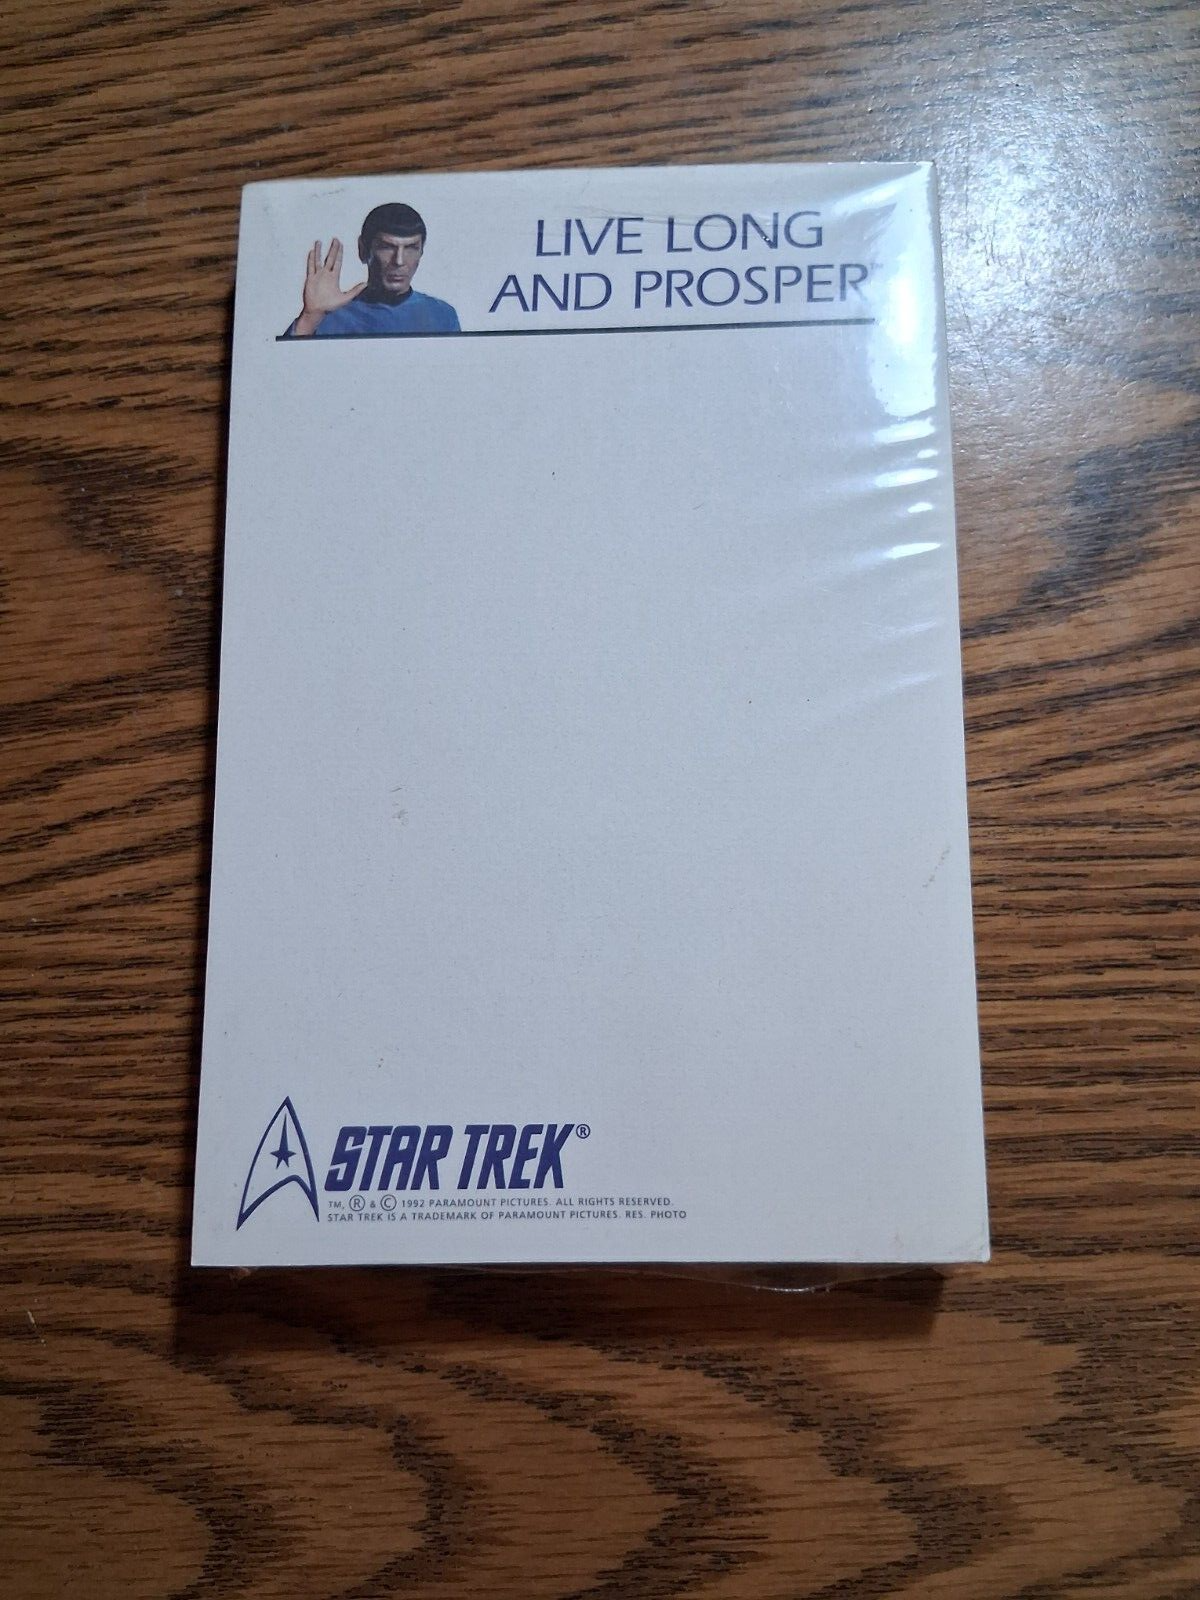 LIVE LONG
AND PROSPER™
STAR TREK®
TM, ® & © 1992 PARAMOUNT PICTURES. ALL RIGHTS RESERVED.
STAR TREK IS A TRADEMARK OF PARAMOUNT PICTURES. RES. PHOTO